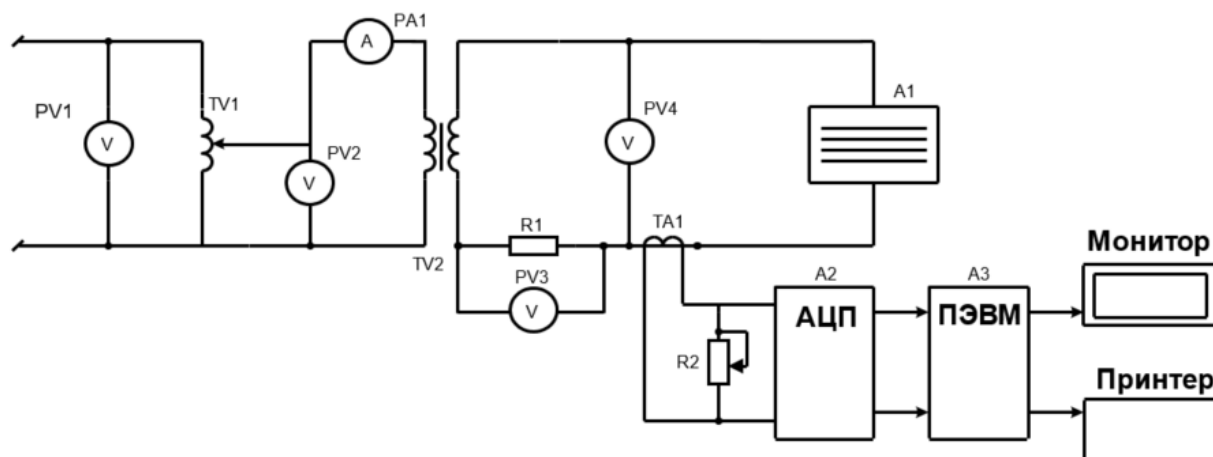 PA1
A
TV1
PV1
V
PV2
V
PV4
V
A1
R1
TA1
TV2
PV3
V
Монитор
A2
A3
АЦП
ПЭВМ
R2
Принтер